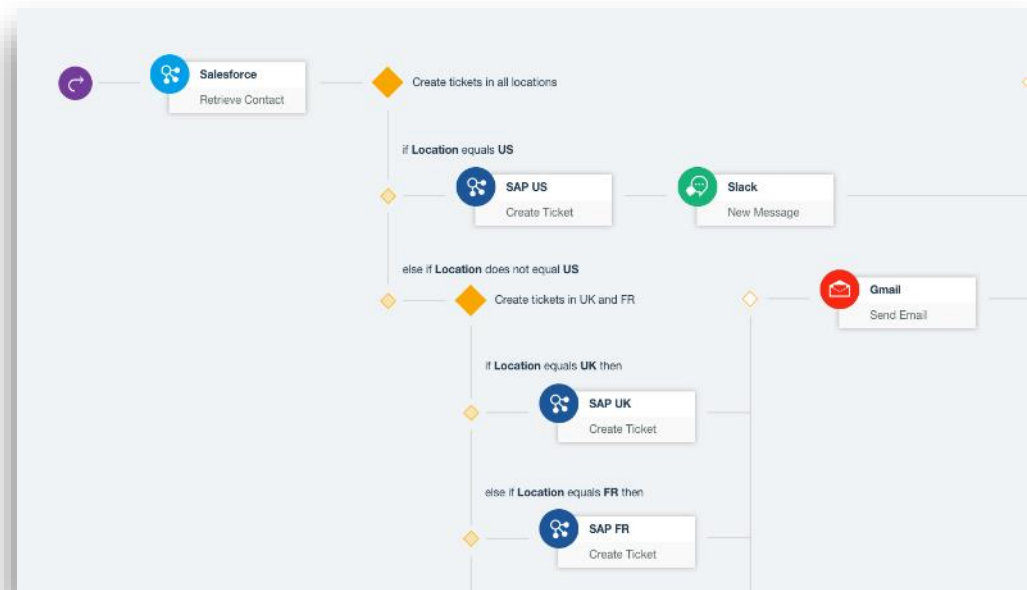 Salesforce
Retrieve Contact
Create tickets in all locations
if Location equals US
SAP US
Create Ticket
Slack
New Message
else if Location does not equal US
Create tickets in UK and FR
Gmail
Send Email
if Location equals UK then
SAP UK
Create Ticket
else if Location equals FR then
SAP FR
Create Ticket